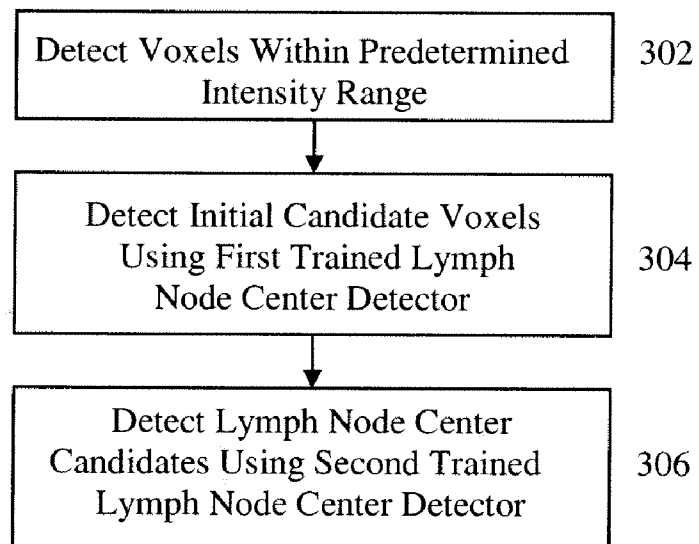 Detect Voxels Within Predetermined
Intensity Range
302
Detect Initial Candidate Voxels
Using First Trained Lymph
Node Center Detector
304
Detect Lymph Node Center
Candidates Using Second Trained
Lymph Node Center Detector
306